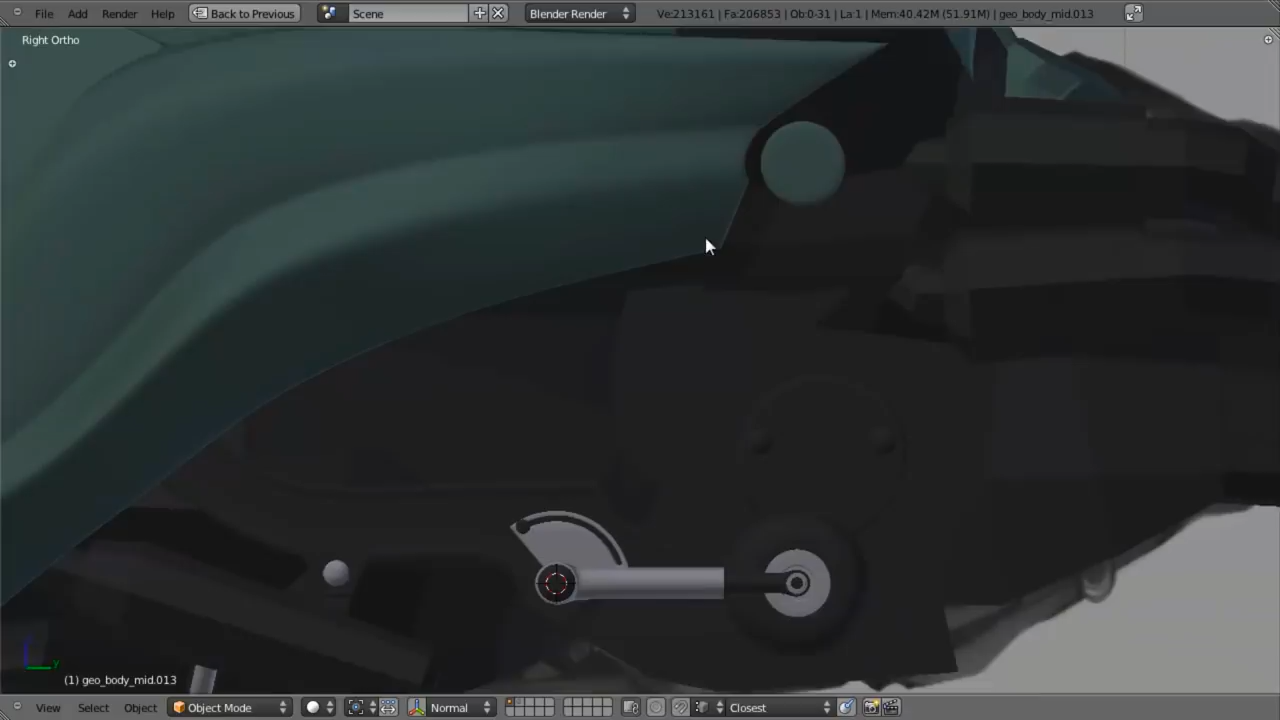 File Add Render Help Back to Previous Scene Blender Render Ve:213161 | Fa:206853 | Ob:0-31 | La:1 | Mem:40.42M (51.91M) | geo_body_mid.013
Right Ortho
y
(1) geo_body_mid.013
View Select Object Object Mode Normal Closest